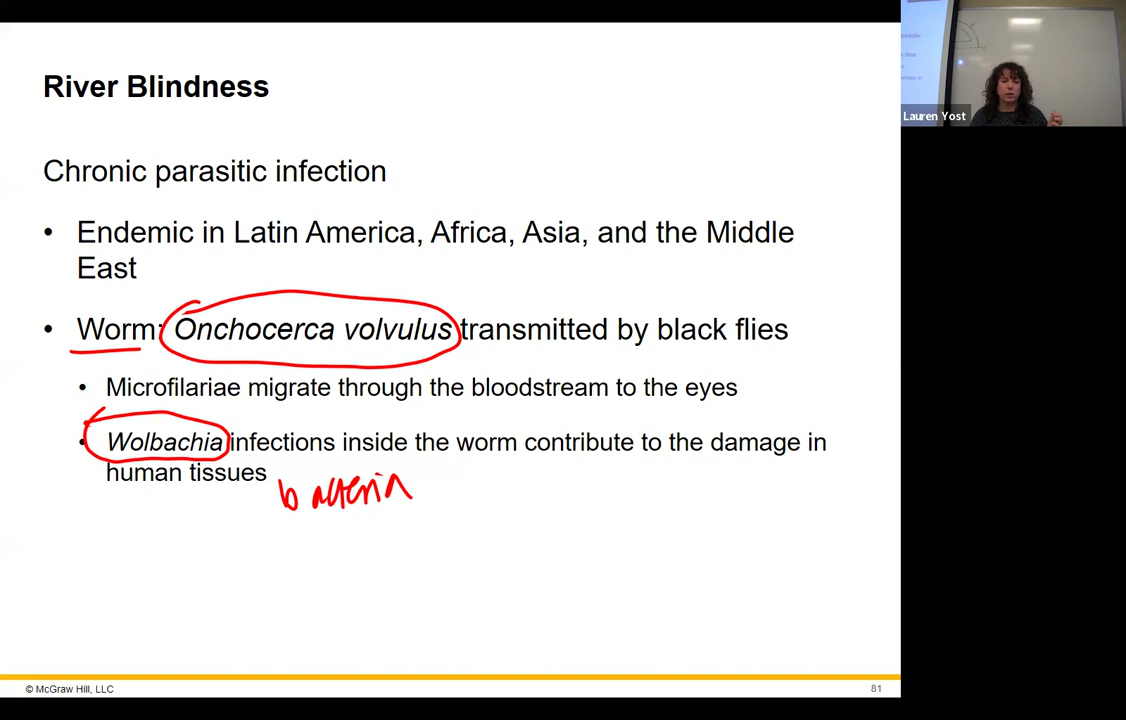 River Blindness
Chronic parasitic infection
• Endemic in Latin America, Africa, Asia, and the Middle
East
• Worm: Onchocerca volvulus transmitted by black flies
• Microfilariae migrate through the bloodstream to the eyes
• Wolbachia infections inside the worm contribute to the damage in
human tissues
bacteria
© McGraw Hill, LLC
81
Lauren Yost